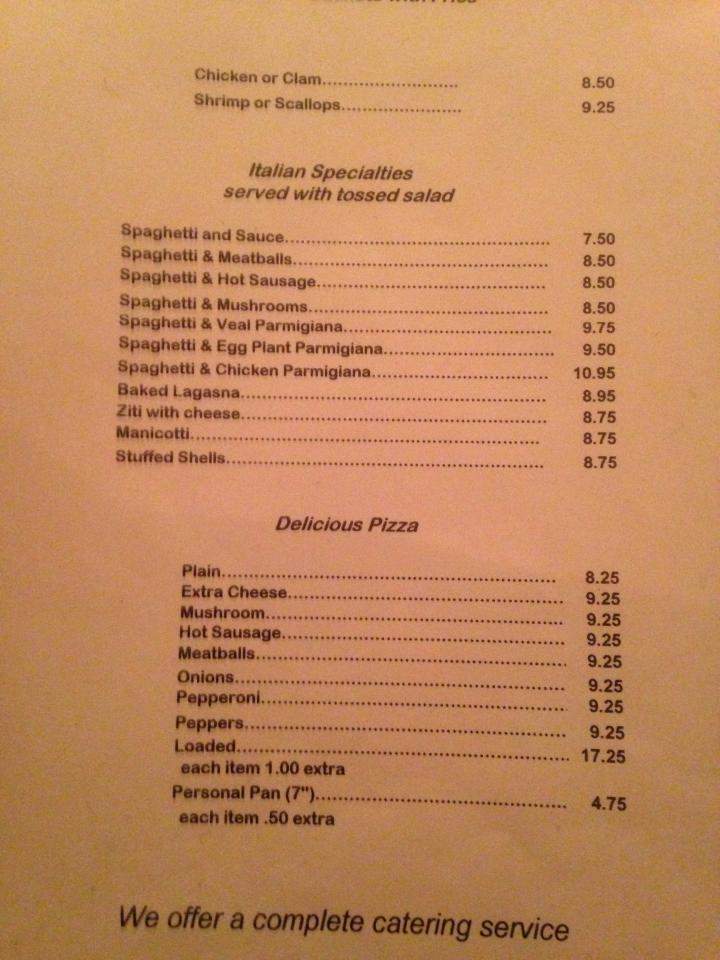 with Fries
Chicken or Clam.......................... 8.50
Shrimp or Scallops....................... 9.25
Italian Specialties
served with tossed salad
Spaghetti and Sauce................................................ 7.50
Spaghetti & Meatballs.............................................. 8.50
Spaghetti & Hot Sausage.......................................... 8.50
Spaghetti & Mushrooms............................................ 8.50
Spaghetti & Veal Parmigiana..................................... 9.75
Spaghetti & Egg Plant Parmigiana............................... 9.50
Spaghetti & Chicken Parmigiana................................ 10.95
Baked Lagasna...................................................... 8.95
Ziti with cheese...................................................... 8.75
Manicotti............................................................... 8.75
Stuffed Shells......................................................... 8.75
Delicious Pizza
Plain............................................................. 8.25
Extra Cheese.................................................. 9.25
Mushroom...................................................... 9.25
Hot Sausage................................................... 9.25
Meatballs....................................................... 9.25
Onions........................................................... 9.25
Pepperoni....................................................... 9.25
Peppers......................................................... 9.25
Loaded........................................................... 17.25
each item 1.00 extra
Personal Pan (7")............................................ 4.75
each item .50 extra
We offer a complete catering service